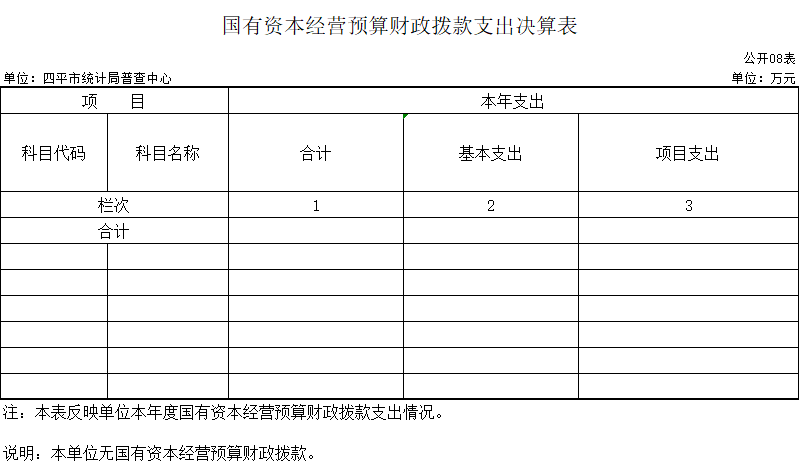 国有资本经营预算财政拨款支出决算表
公开08表
单位：四平市统计局普查中心 单位：万元
项 目 本年支出
科目代码 科目名称 合计 基本支出 项目支出
栏次 1 2 3
合计
注：本表反映单位本年度国有资本经营预算财政拨款支出情况。
说明：本单位无国有资本经营预算财政拨款。